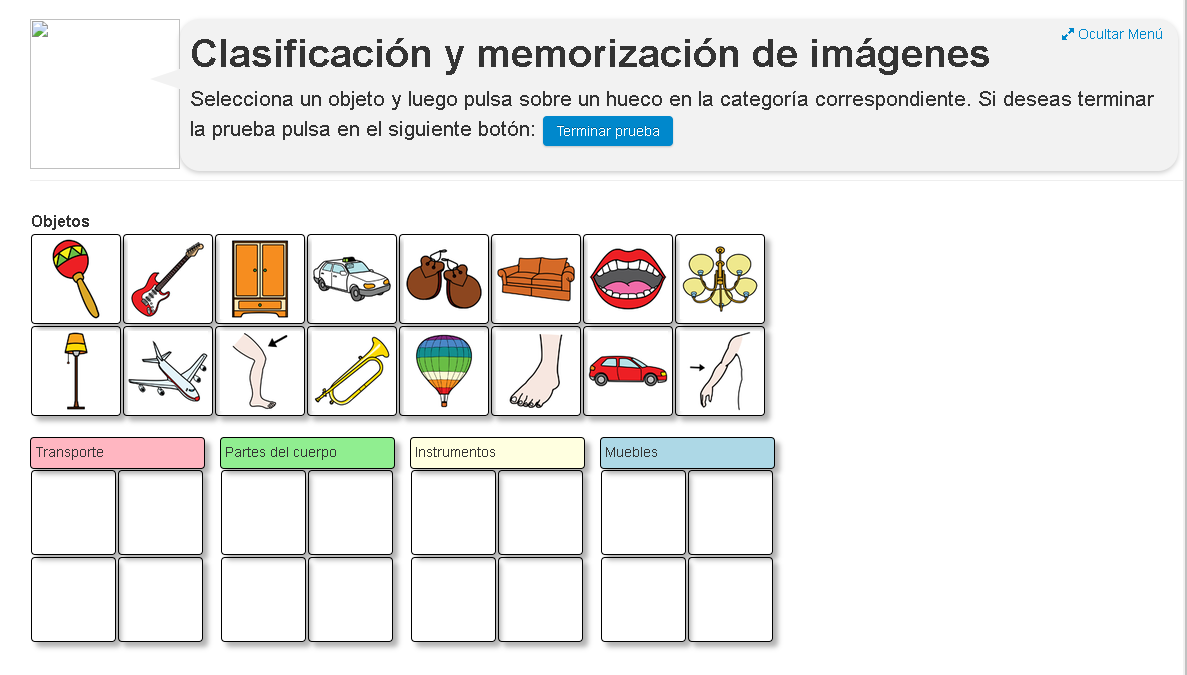 Ocultar Menú
Clasificación y memorización de imágenes
Selecciona un objeto y luego pulsa sobre un hueco en la categoría correspondiente. Si deseas terminar
la prueba pulsa en el siguiente botón: Terminar prueba
Objetos
Transporte
Partes del cuerpo
Instrumentos
Muebles